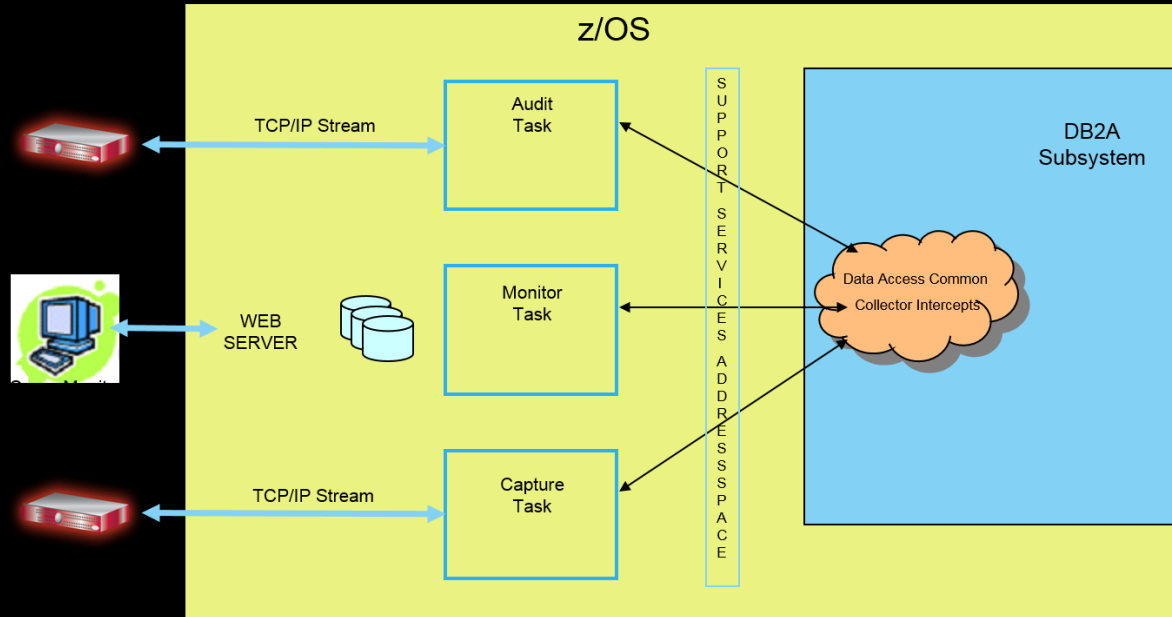 z/OS
Audit
Task
TCP/IP Stream
Monitor
Task
WEB
SERVER
Capture
Task
TCP/IP Stream
SUPPORT SERVICES ADDRESSSPACE
DB2A
Subsystem
Data Access Common
Collector Intercepts